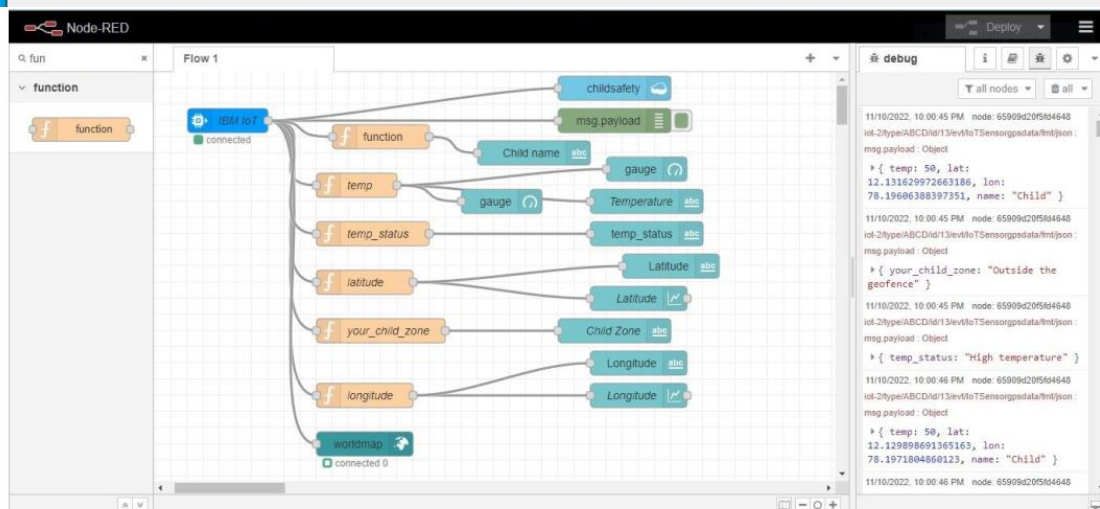 Node-RED
Deploy
fun
function
function
Flow 1
IBM IoT
connected
childsafety
msg.payload
function
Child name abc
gauge
temp
gauge
Temperature abc
temp_status
temp_status abc
latitude
Latitude abc
Latitude
your_child_zone
Child Zone abc
Longitude abc
longitude
Longitude
worldmap
connected 0
debug
i
all nodes
all
11/10/2022, 10:00:45 PM node: 65909d20f5fd4648
iot-2/type/ABCD/id/13/evt/IoTSensorgpsdata/fmt/json :
msg.payload : Object
{ temp: 50, lat:
12.131629972663186, lon:
78.19606388397351, name: "Child" }
11/10/2022, 10:00:45 PM node: 65909d20f5fd4648
iot-2/type/ABCD/id/13/evt/IoTSensorgpsdata/fmt/json :
msg.payload : Object
{ your_child_zone: "Outside the
geofence" }
11/10/2022, 10:00:45 PM node: 65909d20f5fd4648
iot-2/type/ABCD/id/13/evt/IoTSensorgpsdata/fmt/json :
msg.payload : Object
{ temp_status: "High temperature" }
11/10/2022, 10:00:46 PM node: 65909d20f5fd4648
iot-2/type/ABCD/id/13/evt/IoTSensorgpsdata/fmt/json :
msg.payload : Object
{ temp: 50, lat:
12.129898691365163, lon:
78.1971804860123, name: "Child" }
11/10/2022, 10:00:46 PM node: 65909d20f5fd4648